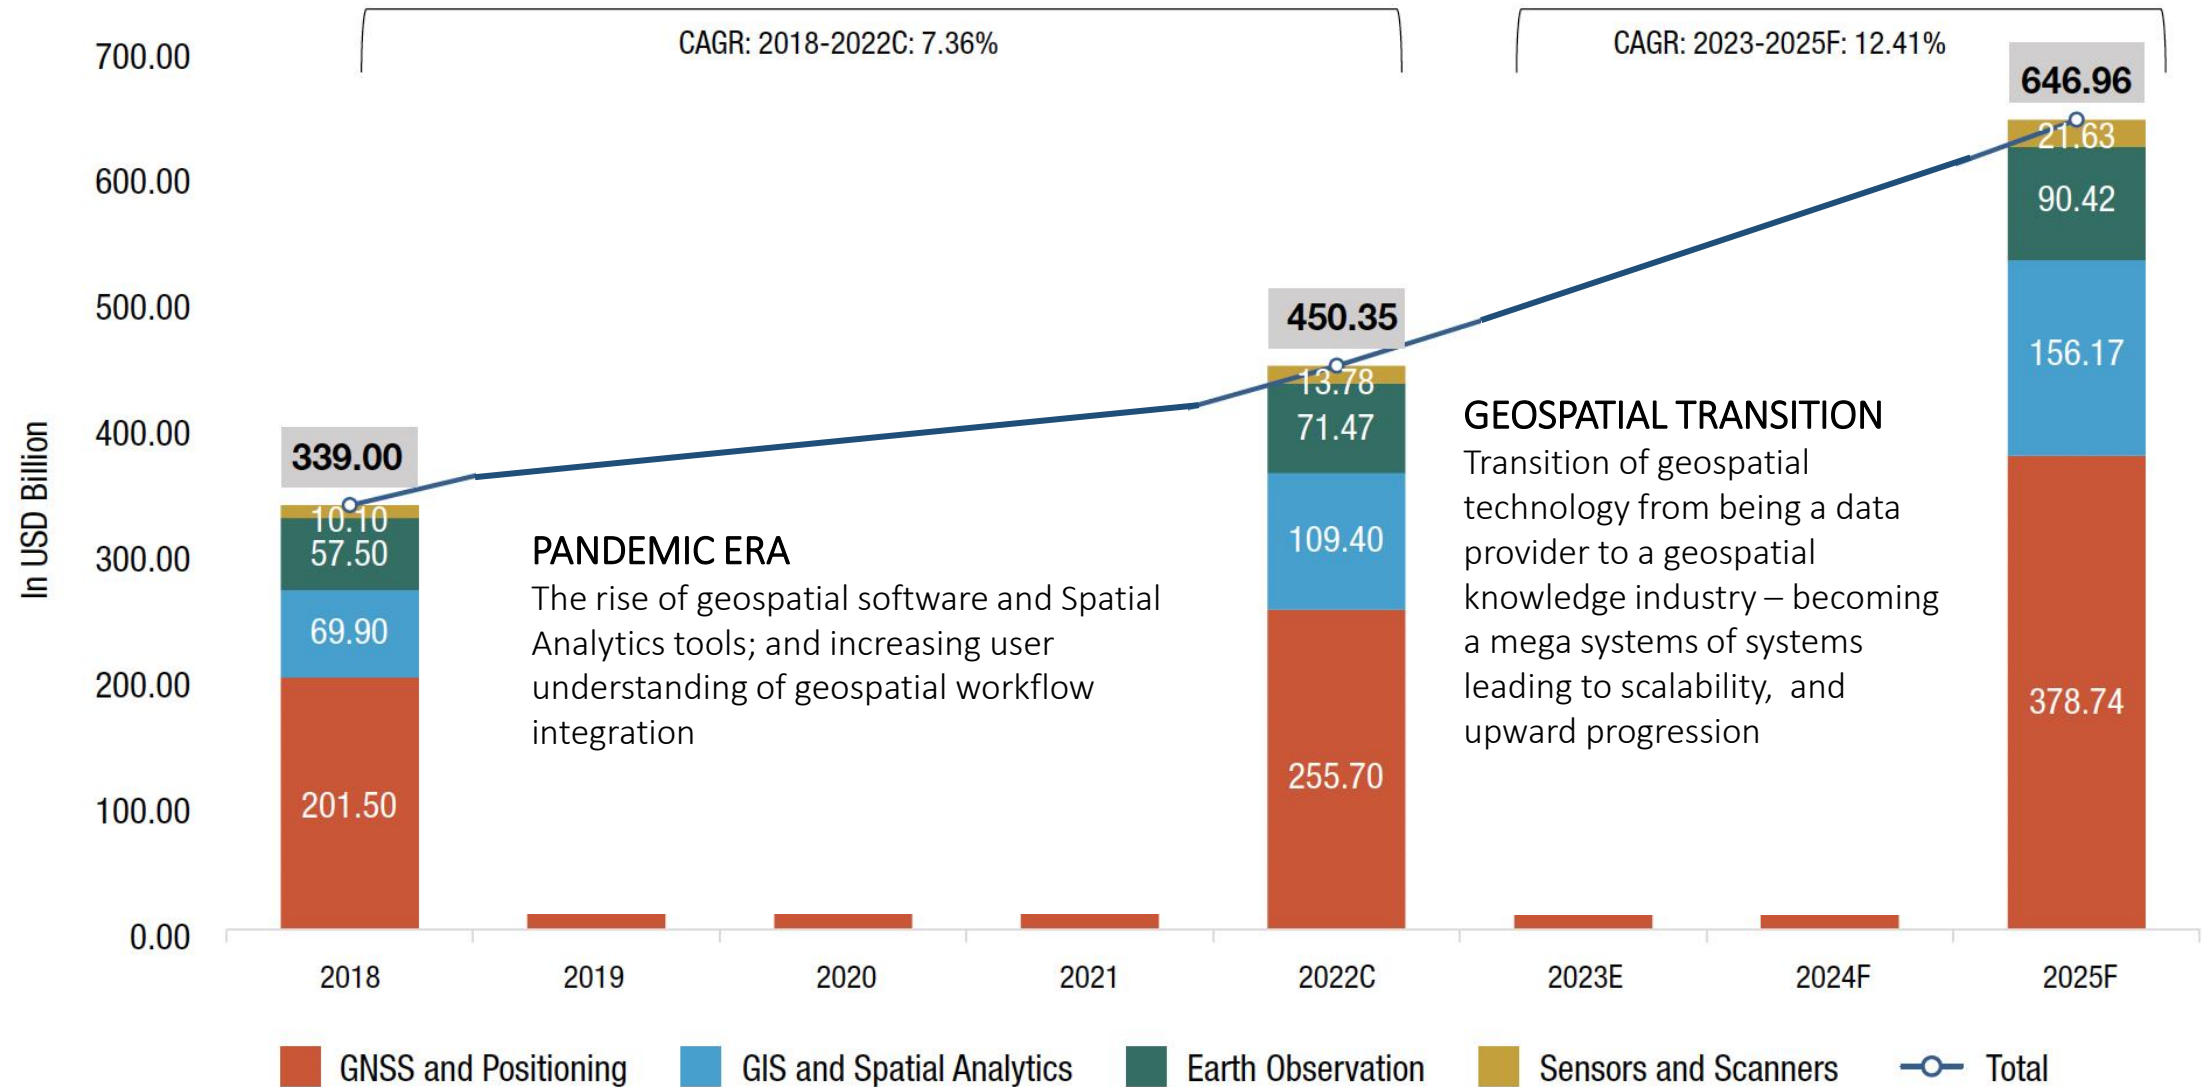 CAGR: 2018-2022C: 7.36%
CAGR: 2023-2025F: 12.41%
In USD Billion
700.00
600.00
500.00
400.00
300.00
200.00
100.00
0.00
339.00
10.10
57.50
69.90
201.50
PANDEMIC ERA
The rise of geospatial software and Spatial
Analytics tools; and increasing user
understanding of geospatial workflow
integration
450.35
13.78
71.47
109.40
255.70
GEOSPATIAL TRANSITION
Transition of geospatial
technology from being a data
provider to a geospatial
knowledge industry – becoming
a mega systems of systems
leading to scalability, and
upward progression
646.96
21.63
90.42
156.17
378.74
2018 2019 2020 2021 2022C 2023E 2024F 2025F
GNSS and Positioning GIS and Spatial Analytics Earth Observation Sensors and Scanners Total